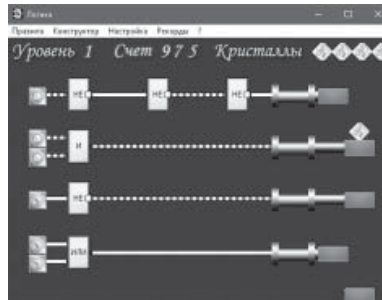 Логика
Правила Конструктор Настройка Рекорды ?
Уровень 1 Счет 975 Кристаллы
НЕ НЕ НЕ
И
НЕ
ИЛИ